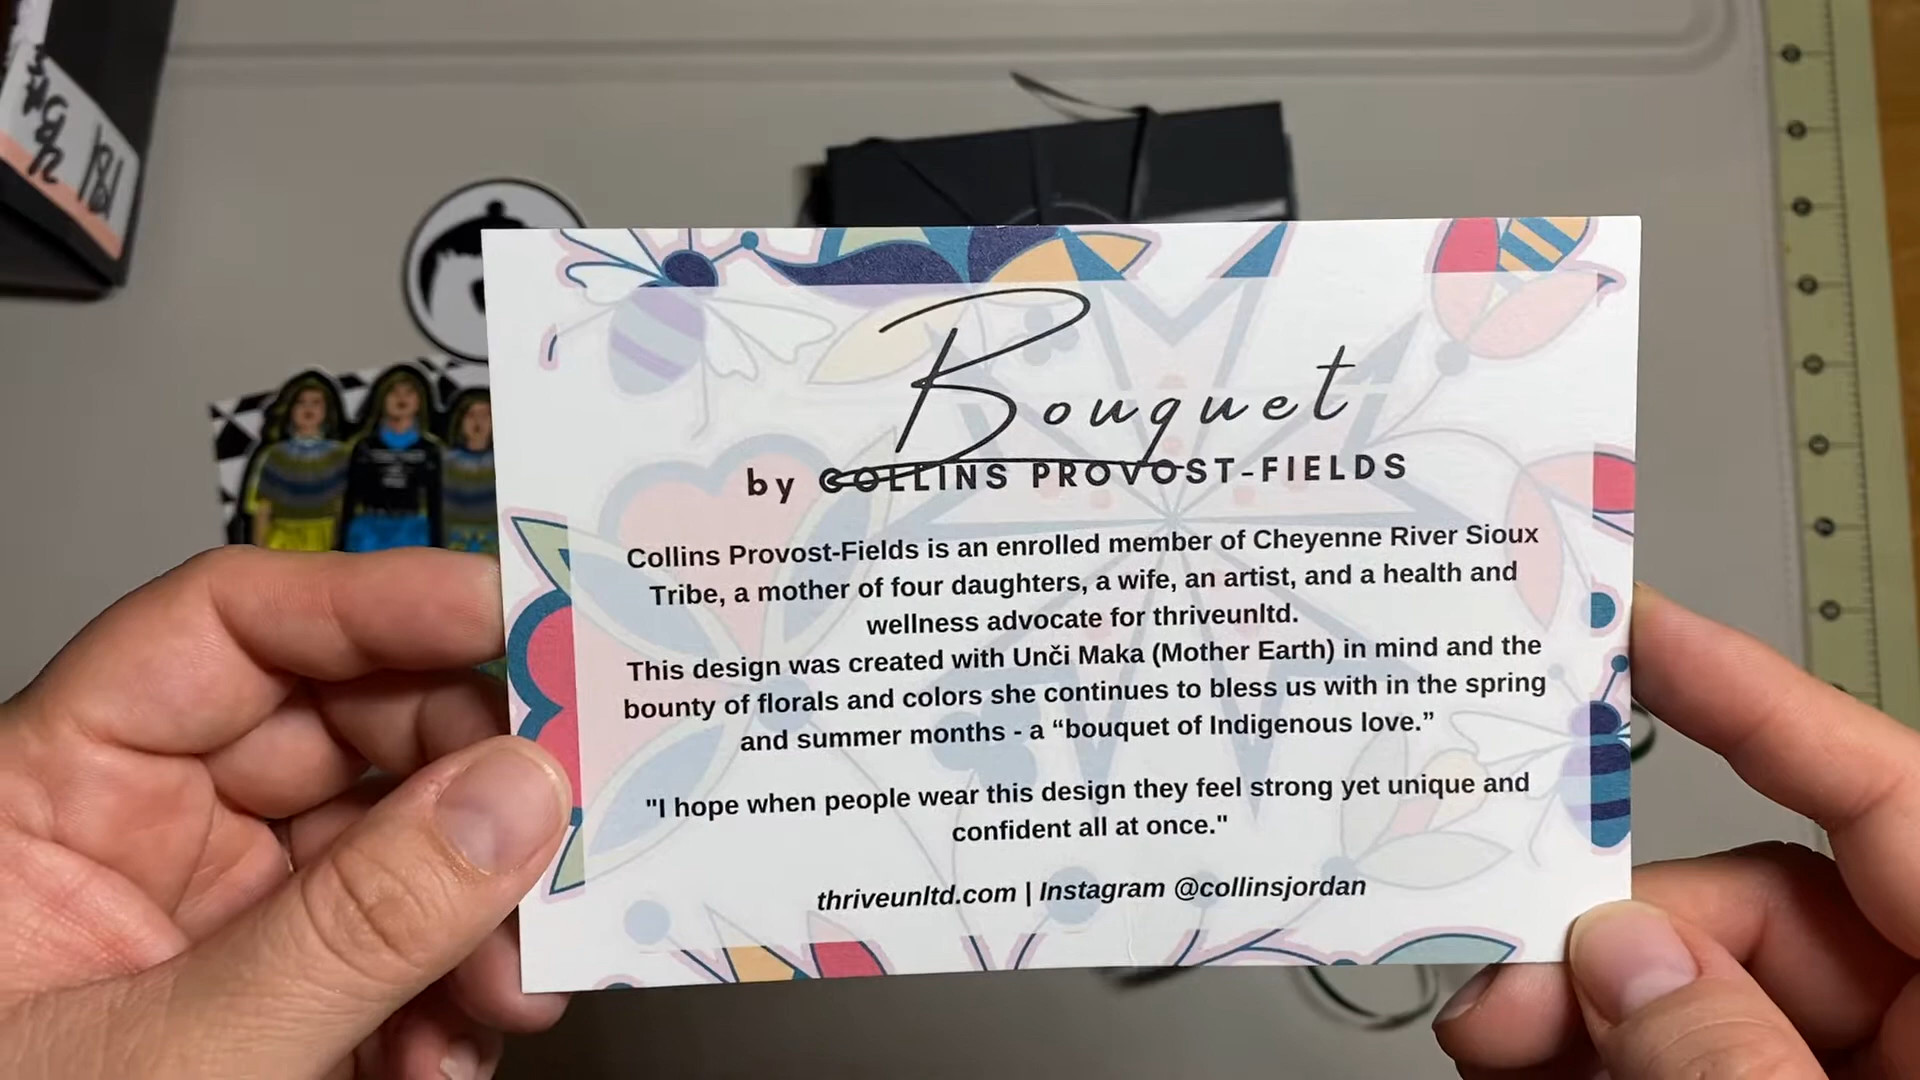 Bouquet
by COLLINS PROVOST-FIELDS
Collins Provost-Fields is an enrolled member of Cheyenne River Sioux
Tribe, a mother of four daughters, a wife, an artist, and a health and
wellness advocate for thriveunltd.
This design was created with Unči Maka (Mother Earth) in mind and the
bounty of florals and colors she continues to bless us with in the spring
and summer months - a “bouquet of Indigenous love.”
"I hope when people wear this design they feel strong yet unique and
confident all at once."
thriveunltd.com | Instagram @collinsjordan